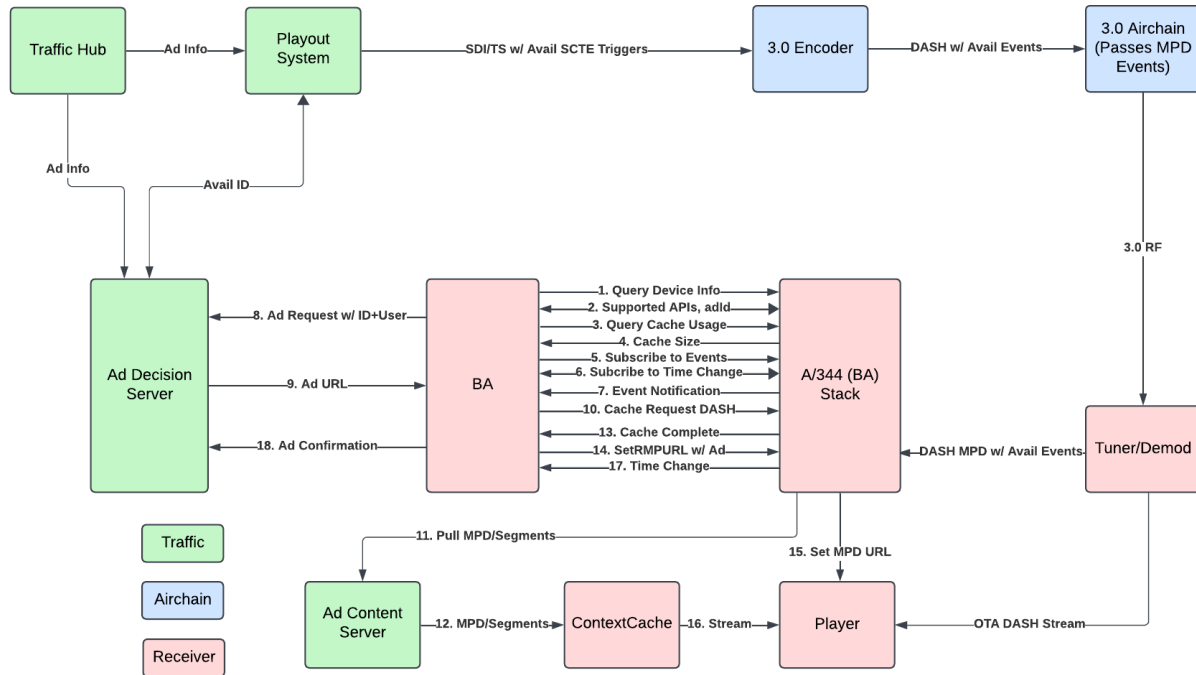 Traffic Hub
Ad Info
Playout
System
SDI/TS w/ Avail SCTE Triggers
3.0 Encoder
DASH w/ Avail Events
3.0 Airchain
(Passes MPD
Events)
Ad Info
Avail ID
3.0 RF
Ad Decision
Server
8. Ad Request w/ ID+User
9. Ad URL
18. Ad Confirmation
BA
1. Query Device Info
2. Supported APIs, adId
3. Query Cache Usage
4. Cache Size
5. Subscribe to Events
6. Subcribe to Time Change
7. Event Notification
10. Cache Request DASH
13. Cache Complete
14. SetRMPURL w/ Ad
17. Time Change
A/344 (BA)
Stack
DASH MPD w/ Avail Events
Tuner/Demod
Traffic
Airchain
Receiver
11. Pull MPD/Segments
15. Set MPD URL
Ad Content
Server
12. MPD/Segments
ContextCache
16. Stream
Player
OTA DASH Stream